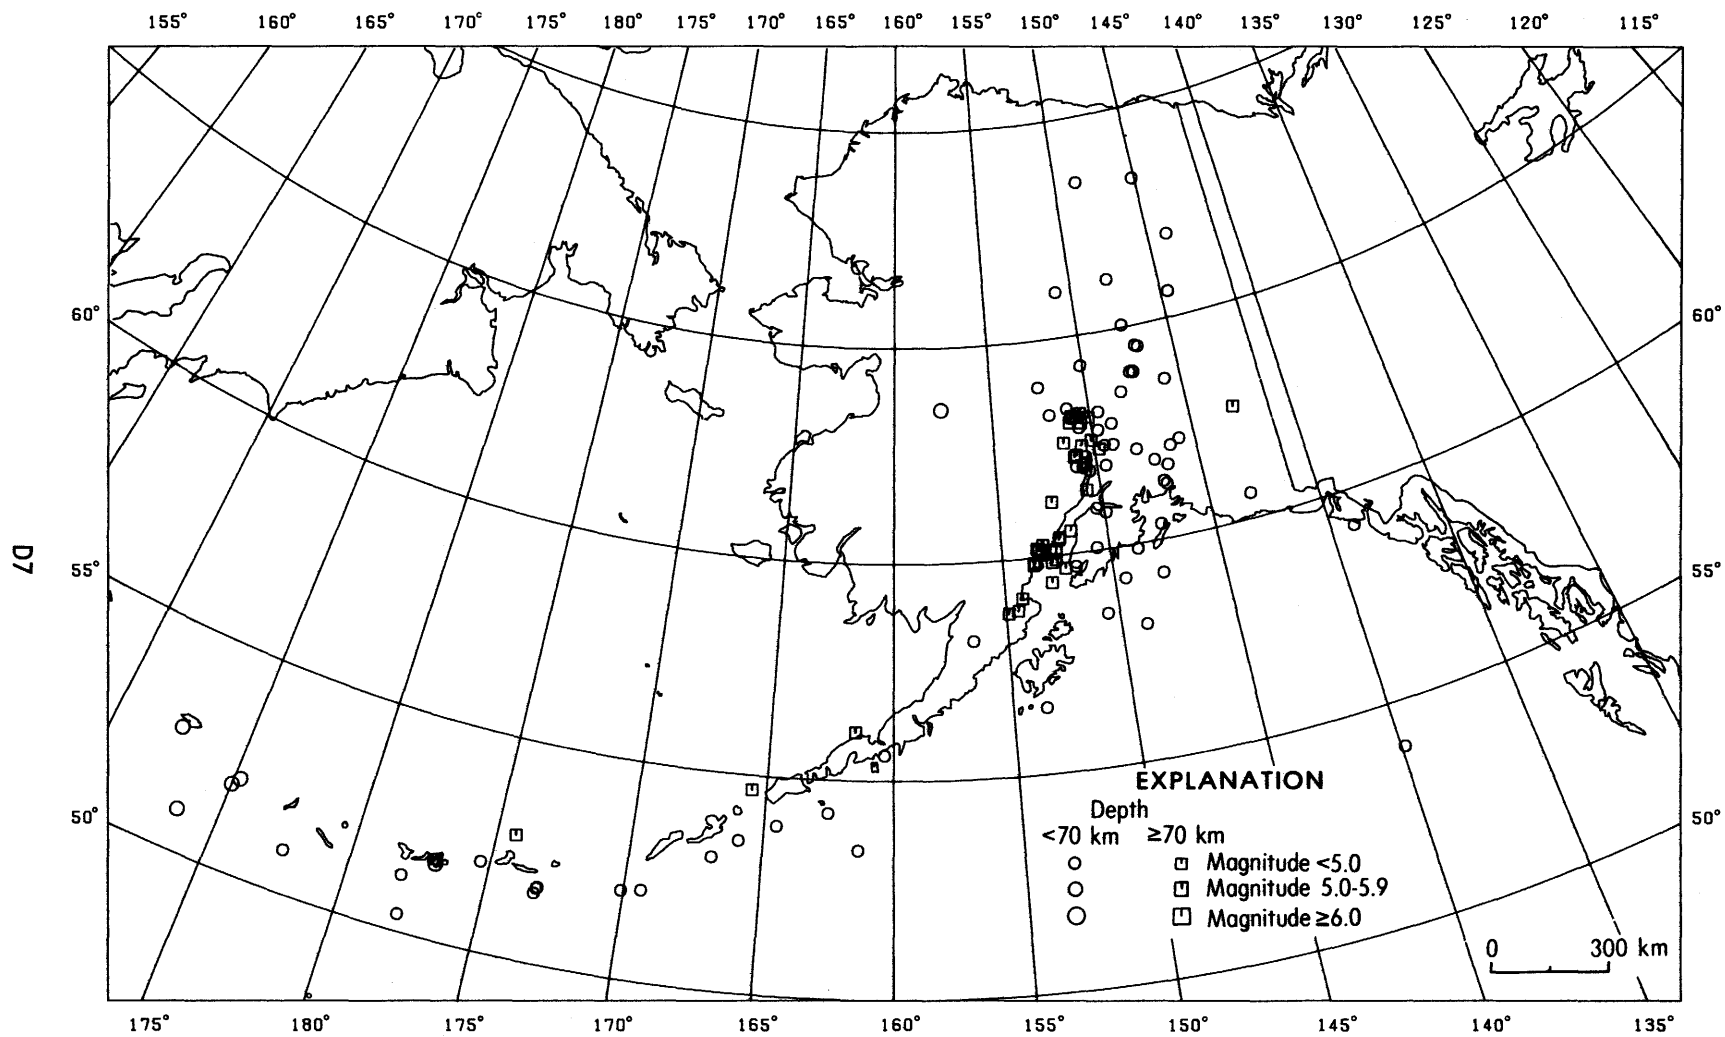 155° 160° 165° 170° 175° 180° 175° 170° 165° 160° 155° 150° 145° 140° 135° 130° 125° 120° 115°
60° 60°
55° 55°
50° 50°
D7
EXPLANATION
Depth
<70 km ≥70 km
Magnitude <5.0
Magnitude 5.0-5.9
Magnitude ≥6.0
0 300 km
175° 180° 175° 170° 165° 160° 155° 150° 145° 140° 135°